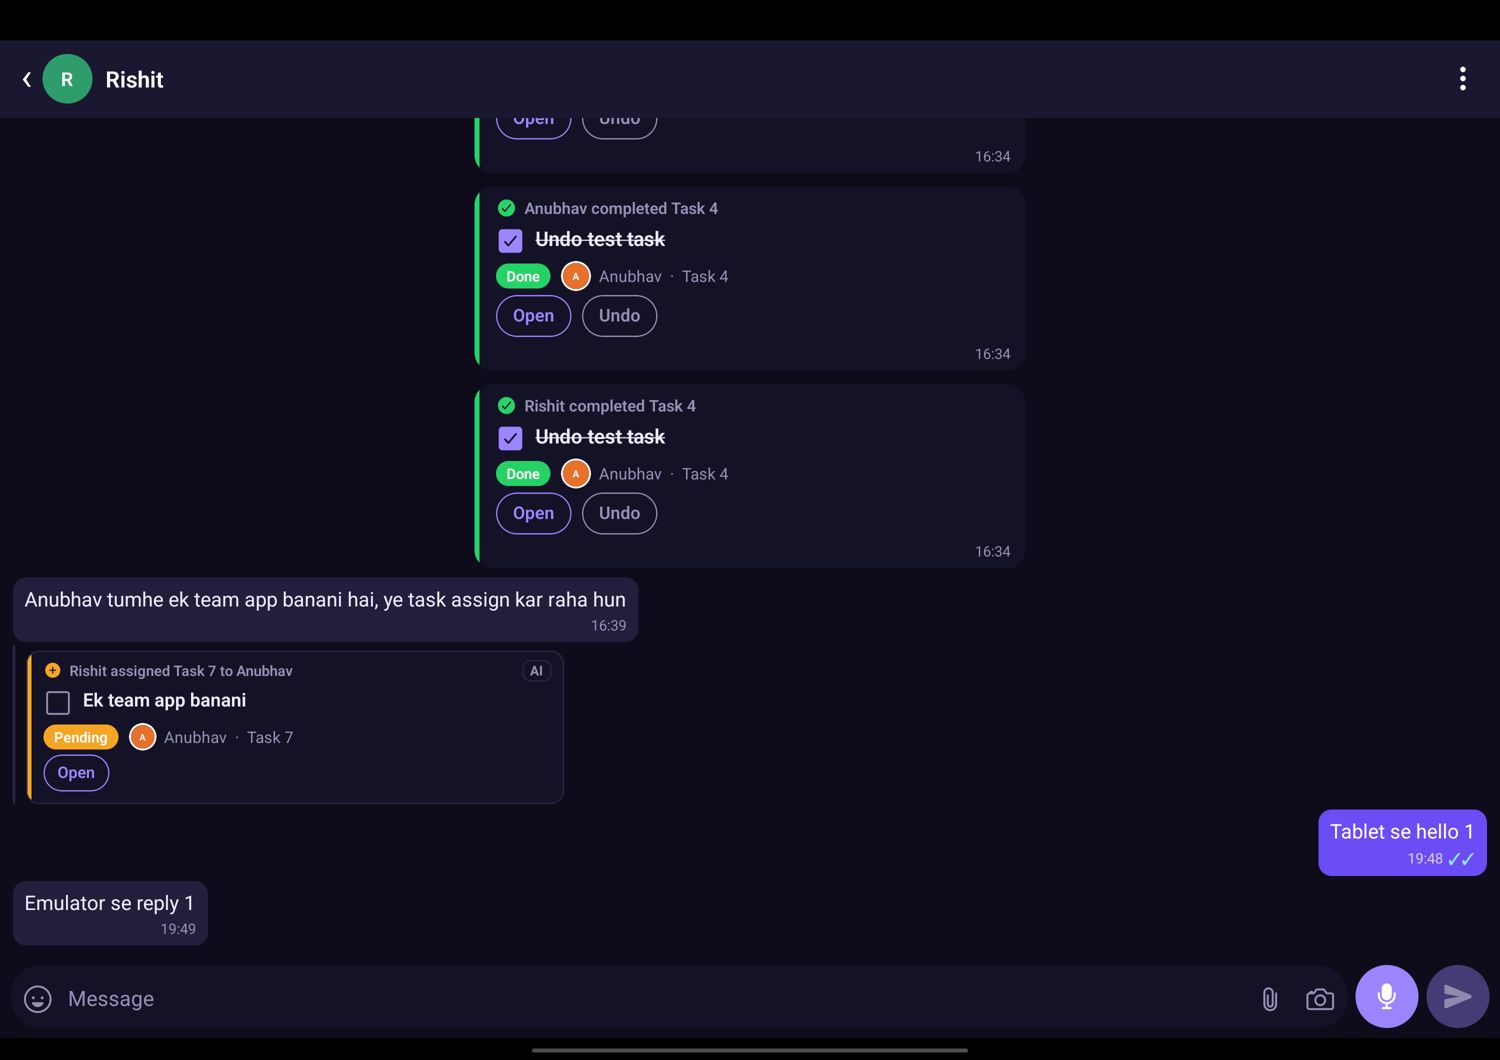 R Rishit
Open Undo
16:34
Anubhav completed Task 4
Undo test task
Done A Anubhav · Task 4
Open Undo
16:34
Rishit completed Task 4
Undo test task
Done A Anubhav · Task 4
Open Undo
16:34
Anubhav tumhe ek team app banani hai, ye task assign kar raha hun
16:39
Rishit assigned Task 7 to Anubhav AI
Ek team app banani
Pending A Anubhav · Task 7
Open
Tablet se hello 1
19:48
Emulator se reply 1
19:49
Message